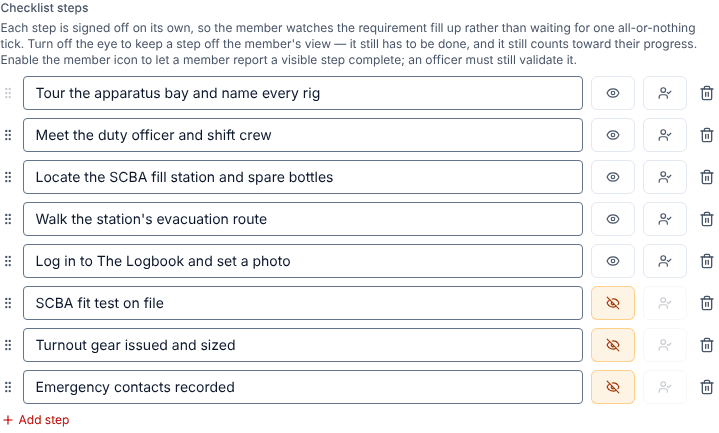 Checklist steps
Each step is signed off on its own, so the member watches the requirement fill up rather than waiting for one all-or-nothing
tick. Turn off the eye to keep a step off the member's view — it still has to be done, and it still counts toward their progress.
Enable the member icon to let a member report a visible step complete; an officer must still validate it.
Tour the apparatus bay and name every rig
Meet the duty officer and shift crew
Locate the SCBA fill station and spare bottles
Walk the station's evacuation route
Log in to The Logbook and set a photo
SCBA fit test on file
Turnout gear issued and sized
Emergency contacts recorded
+ Add step